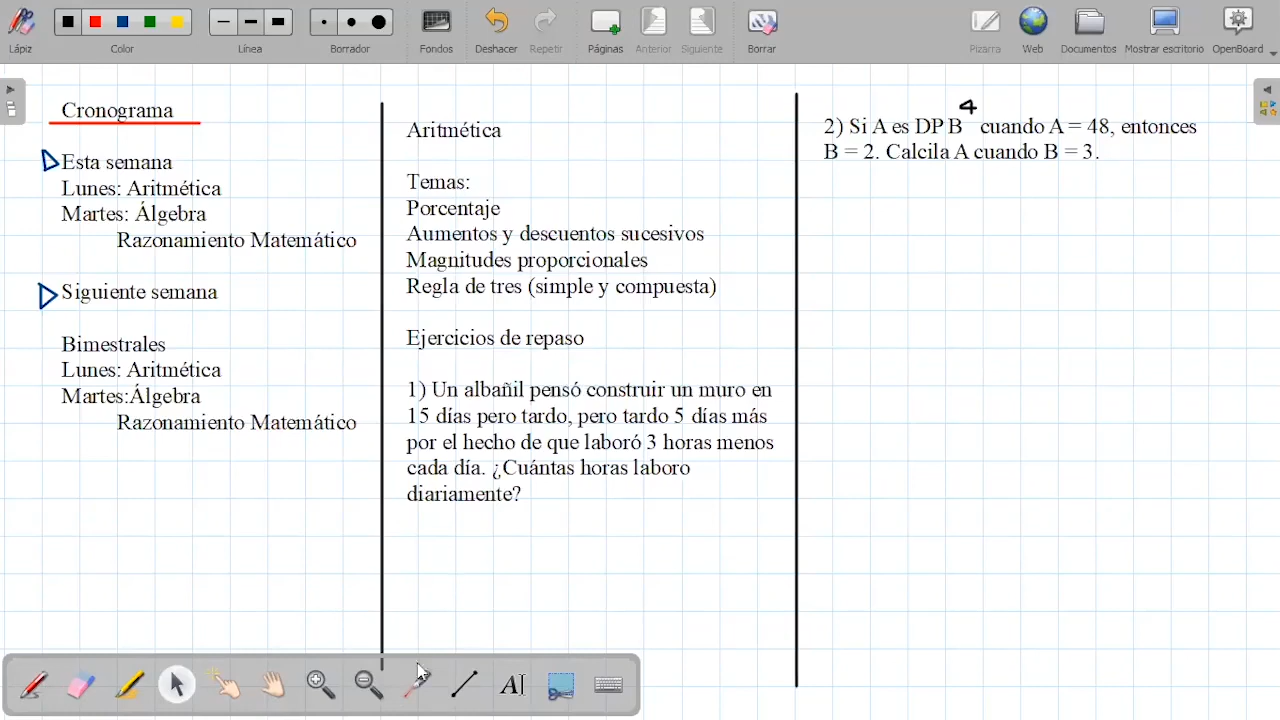 Lápiz
Color
Línea
Borrador
Fondos
Deshacer
Repetir
Páginas
Anterior
Siguiente
Borrar
Pizarra
Web
Documentos
Mostrar escritorio
OpenBoard
Cronograma
Esta semana
Lunes: Aritmética
Martes: Álgebra
Razonamiento Matemático
Siguiente semana
Bimestrales
Lunes: Aritmética
Martes:Álgebra
Razonamiento Matemático
Aritmética
Temas:
Porcentaje
Aumentos y descuentos sucesivos
Magnitudes proporcionales
Regla de tres (simple y compuesta)
Ejercicios de repaso
1) Un albañil pensó construir un muro en
15 días pero tardo, pero tardo 5 días más
por el hecho de que laboró 3 horas menos
cada día. ¿Cuántas horas laboro
diariamente?
2) Si A es DP B⁴ cuando A = 48, entonces
B = 2. Calcila A cuando B = 3.
AI